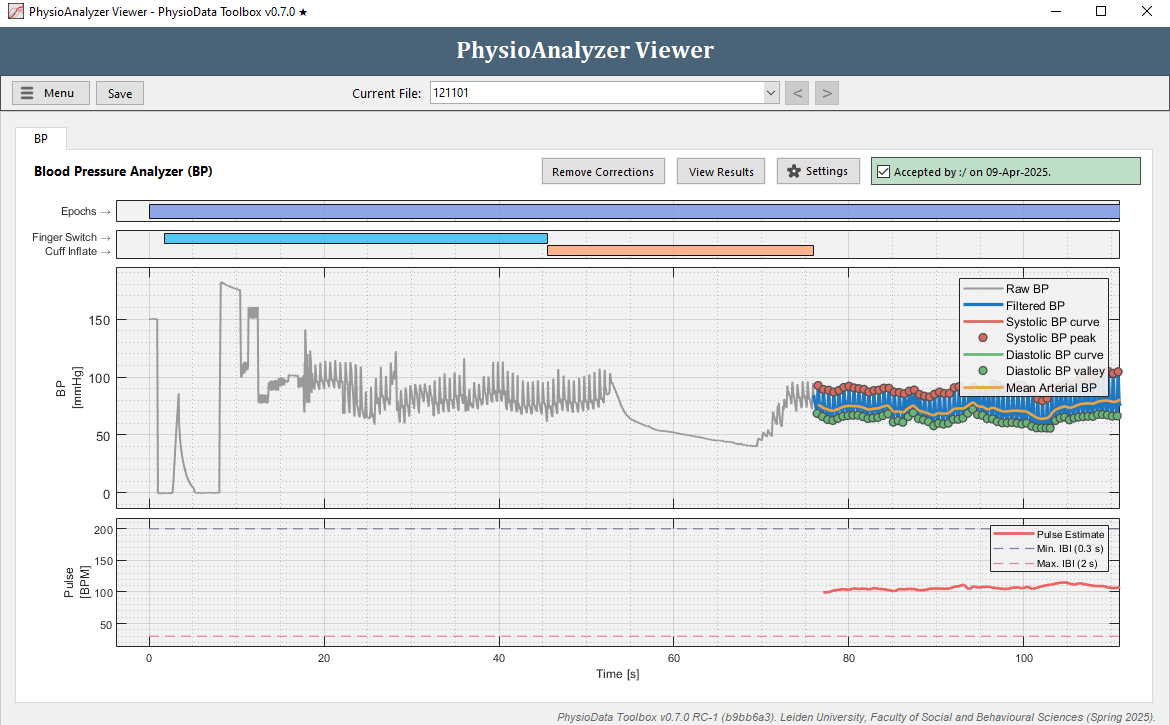 PhysioAnalyzer Viewer - PhysioData Toolbox v0.7.0 ★
PhysioAnalyzer Viewer
Menu Save Current File: 121101 < >
BP
Blood Pressure Analyzer (BP) Remove Corrections View Results Settings Accepted by :/ on 09-Apr-2025.
Epochs →
Finger Switch →
Cuff Inflate →
Raw BP
Filtered BP
Systolic BP curve
Systolic BP peak
Diastolic BP curve
Diastolic BP valley
Mean Arterial BP
150
100
50
0
BP
[mmHg]
200
150
100
50
Pulse
[BPM]
Pulse Estimate
Min. IBI (0.3 s)
Max. IBI (2 s)
0 20 40 60 80 100
Time [s]
PhysioData Toolbox v0.7.0 RC-1 (b9bb6a3). Leiden University, Faculty of Social and Behavioural Sciences (Spring 2025).